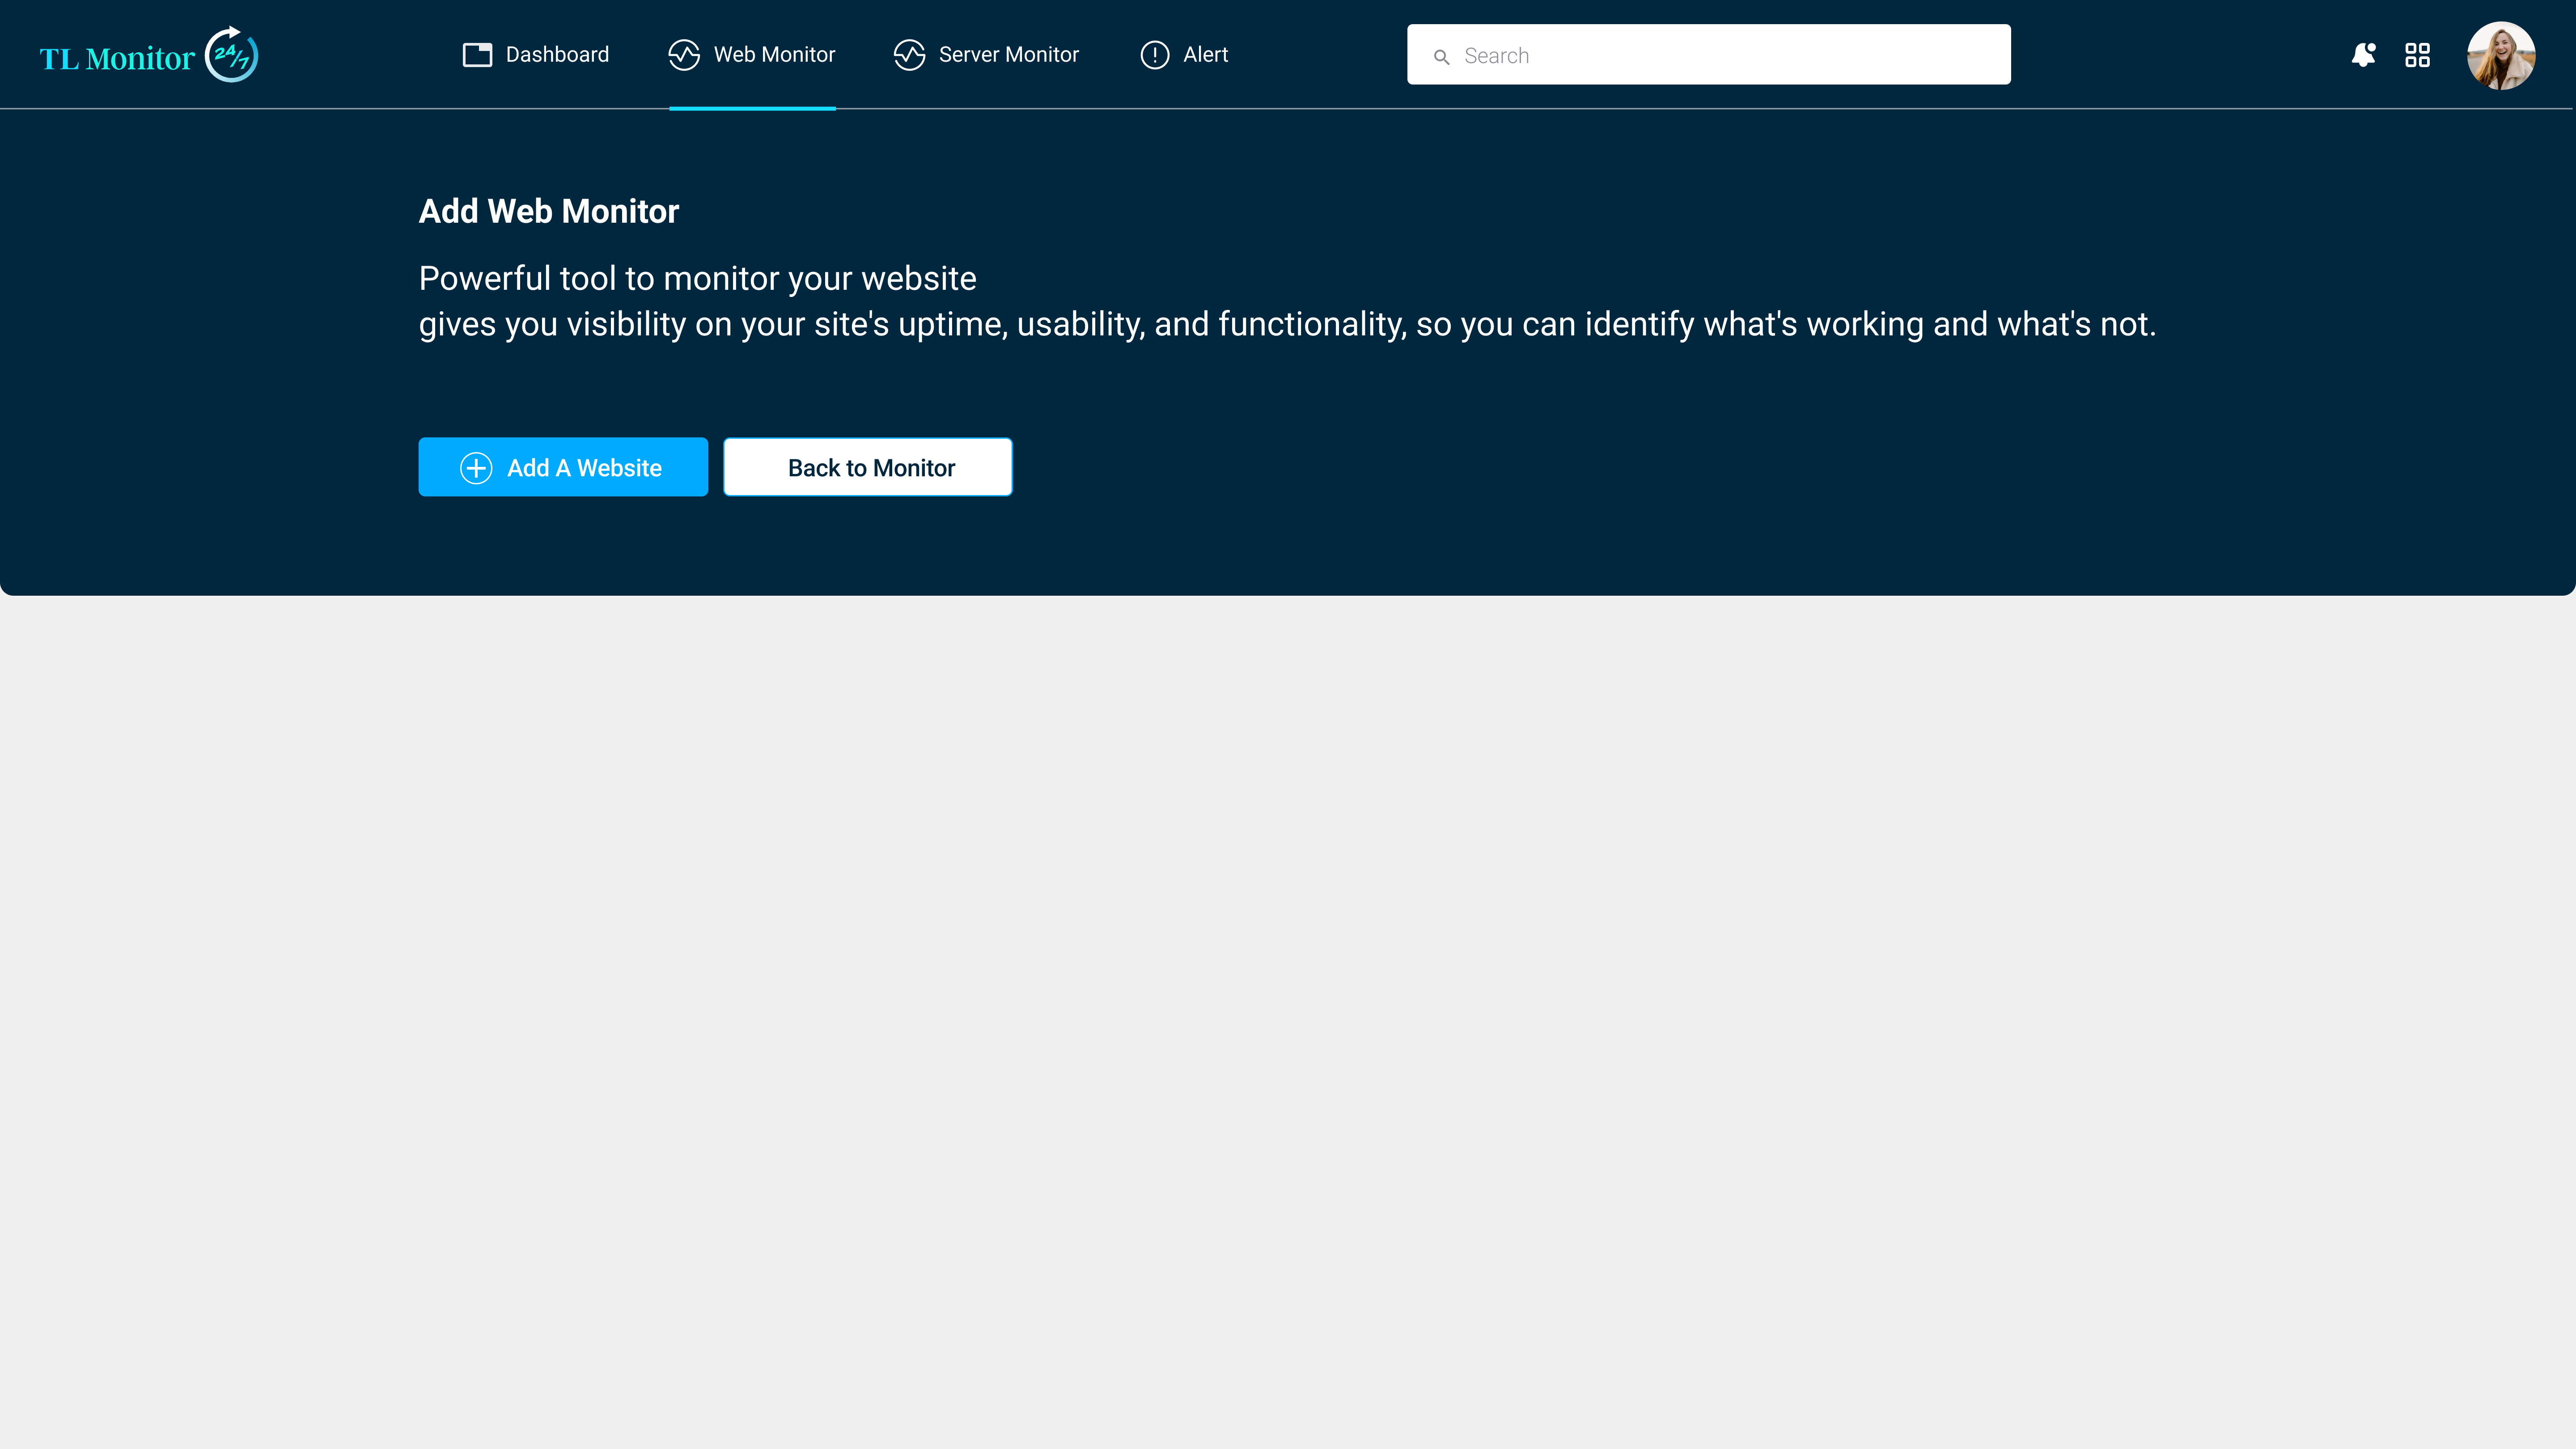 TL Monitor 24/7
Dashboard
Web Monitor
Server Monitor
Alert
Search
Add Web Monitor
Powerful tool to monitor your website
gives you visibility on your site's uptime, usability, and functionality, so you can identify what's working and what's not.
Add A Website
Back to Monitor